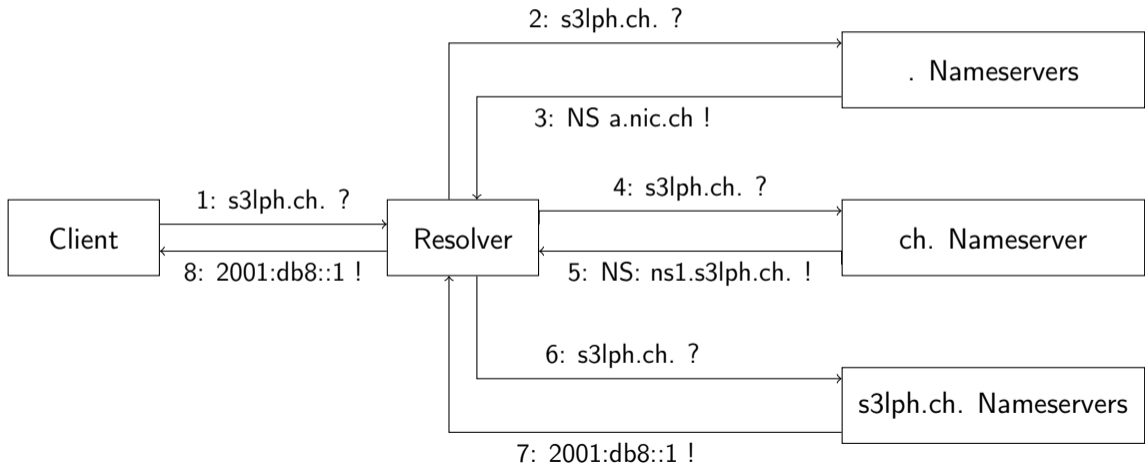 2: s3lph.ch. ?
. Nameservers
3: NS a.nic.ch !
1: s3lph.ch. ?
4: s3lph.ch. ?
Client
Resolver
ch. Nameserver
8: 2001:db8::1 !
5: NS: ns1.s3lph.ch. !
6: s3lph.ch. ?
s3lph.ch. Nameservers
7: 2001:db8::1 !